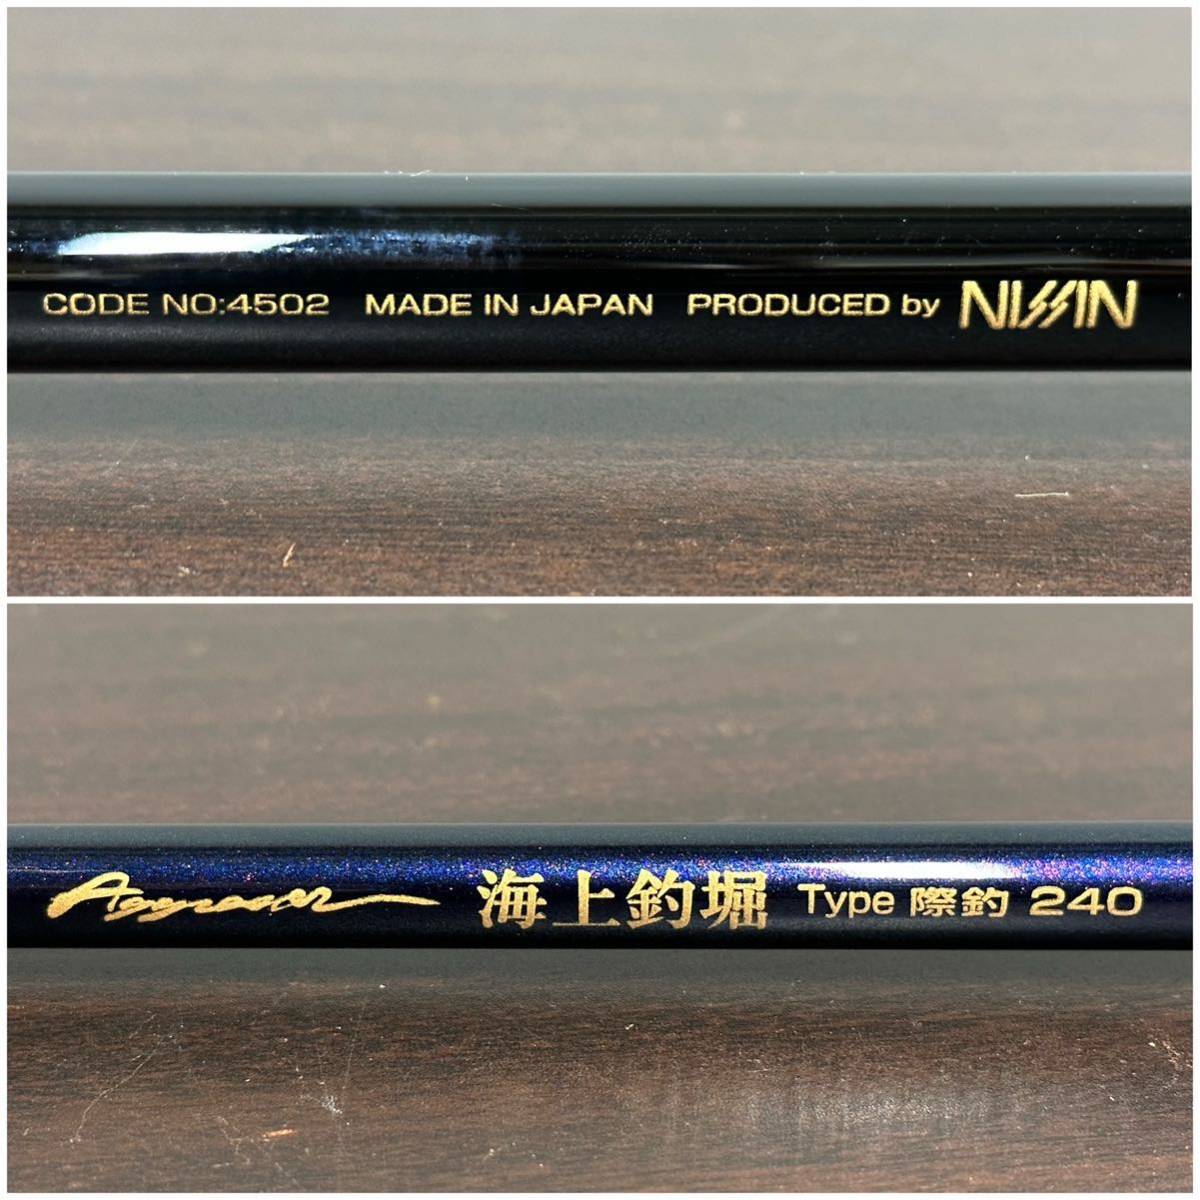 CODE NO:4502 MADE IN JAPAN PRODUCED by NISSIN
海上釣堀 Type 際釣 240